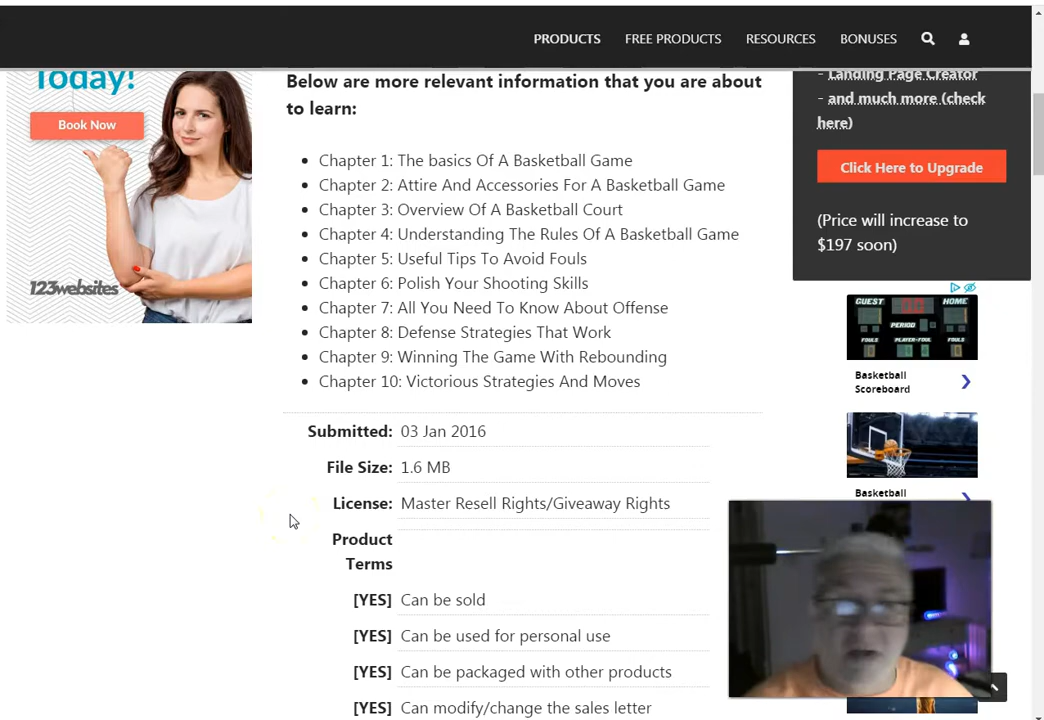 PRODUCTS FREE PRODUCTS RESOURCES BONUSES
Today!
Book Now
123websites
Below are more relevant information that you are about
to learn:
Chapter 1: The basics Of A Basketball Game
Chapter 2: Attire And Accessories For A Basketball Game
Chapter 3: Overview Of A Basketball Court
Chapter 4: Understanding The Rules Of A Basketball Game
Chapter 5: Useful Tips To Avoid Fouls
Chapter 6: Polish Your Shooting Skills
Chapter 7: All You Need To Know About Offense
Chapter 8: Defense Strategies That Work
Chapter 9: Winning The Game With Rebounding
Chapter 10: Victorious Strategies And Moves
Submitted: 03 Jan 2016
File Size: 1.6 MB
License: Master Resell Rights/Giveaway Rights
Product
Terms
[YES] Can be sold
[YES] Can be used for personal use
[YES] Can be packaged with other products
[YES] Can modify/change the sales letter
- Landing Page Creator
- and much more (check
here)
Click Here to Upgrade
(Price will increase to
$197 soon)
GUEST HOME
PERIOD
FOULS PLAYER-FOUL FOULS
Basketball
Scoreboard
Basketball